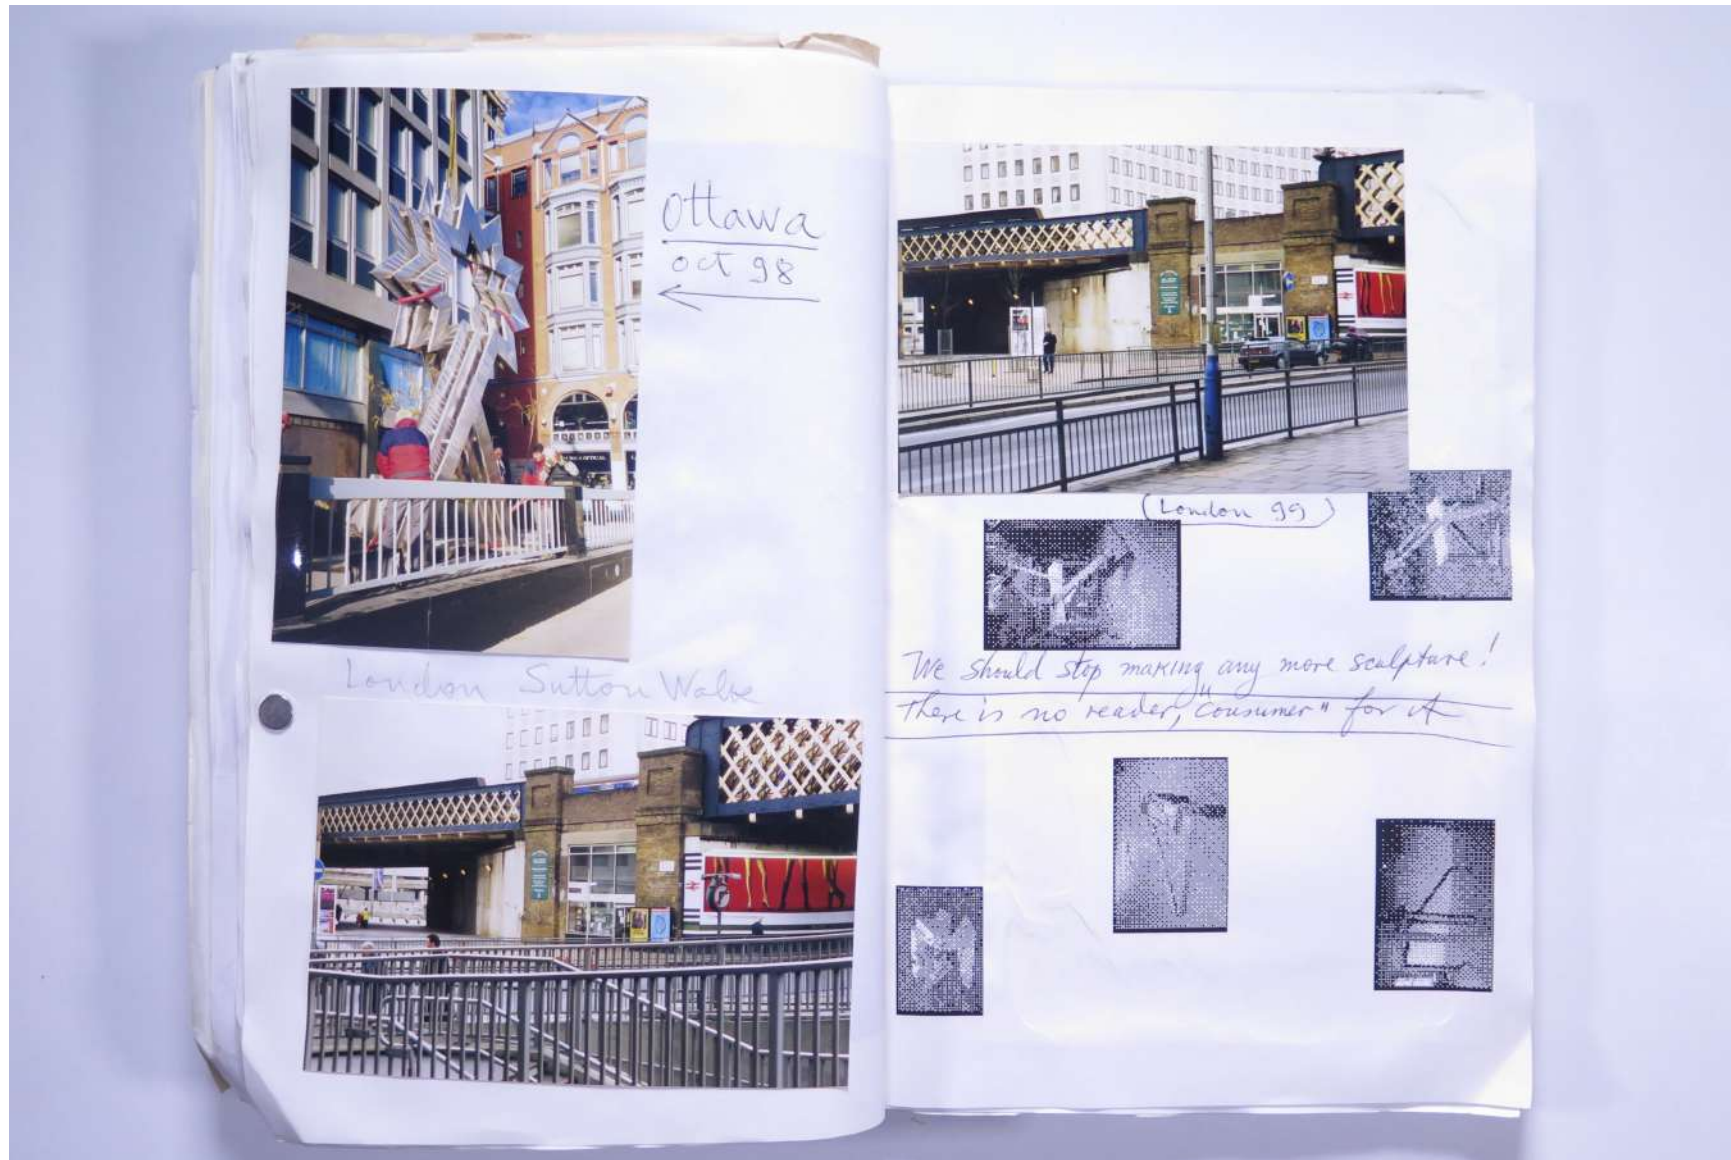 Ottawa
oct 98
London Sutton Walk
(London 99)
We should stop making any more sculpture!
There is no reader, "consumer" for it